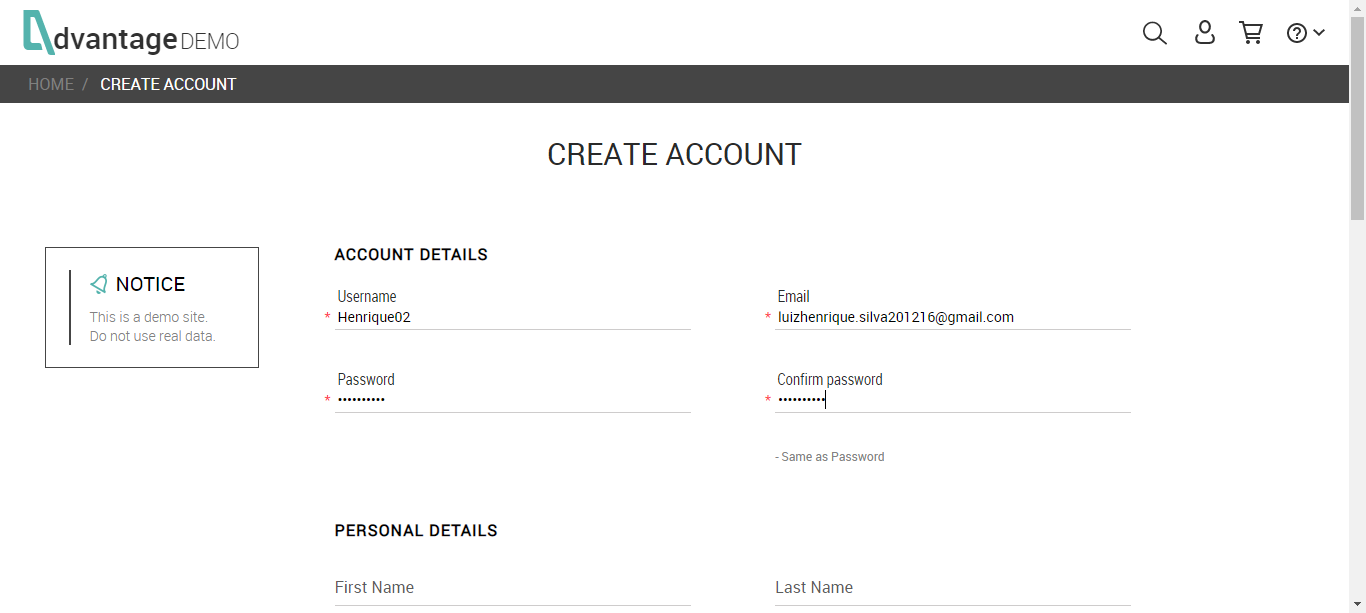 dvantage DEMO
HOME / CREATE ACCOUNT
CREATE ACCOUNT
NOTICE
This is a demo site.
Do not use real data.
ACCOUNT DETAILS
Username
* Henrique02
Email
* luizhenrique.silva201216@gmail.com
Password
* ••••••••••
Confirm password
* ••••••••••
- Same as Password
PERSONAL DETAILS
First Name
Last Name